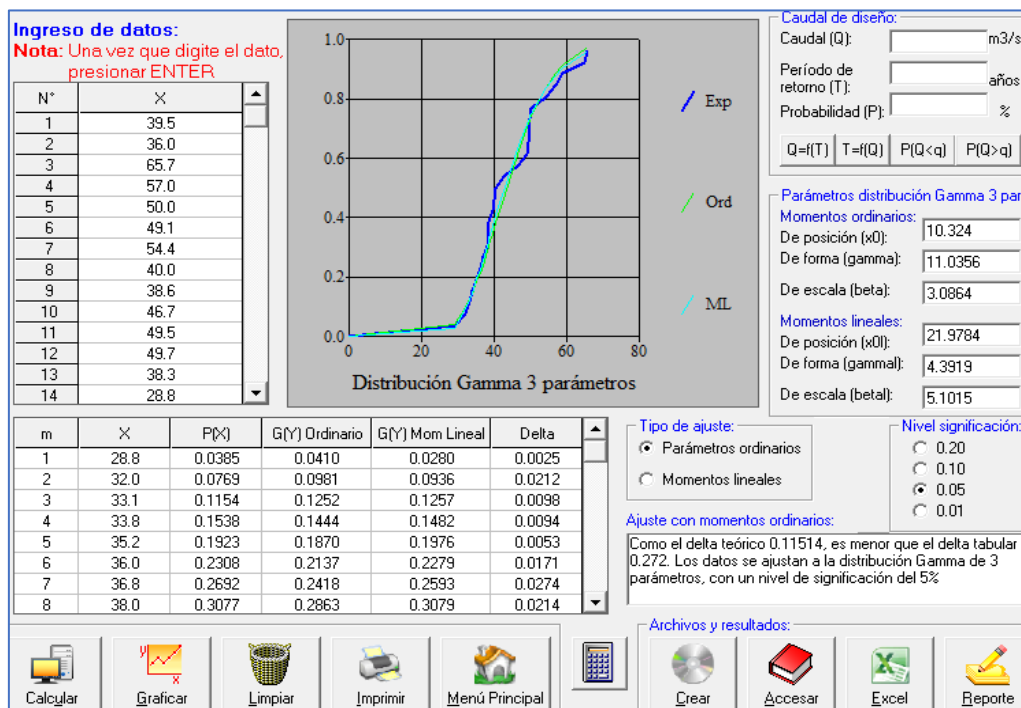 Ingreso de datos:
Nota: Una vez que digite el dato,
presionar ENTER
N° X
1 39.5
2 36.0
3 65.7
4 57.0
5 50.0
6 49.1
7 54.4
8 40.0
9 38.6
10 46.7
11 49.5
12 49.7
13 38.3
14 28.8
1.0
0.8
0.6
0.4
0.2
0.0
0 20 40 60 80
Exp
Ord
ML
Distribución Gamma 3 parámetros
Caudal de diseño:
Caudal (Q): m3/s
Período de
retorno (T): años
Probabilidad (P): %
Q=f(T) T=f(Q) P(Q<q) P(Q>q)
Parámetros distribución Gamma 3 par
Momentos ordinarios:
De posición (x0): 10.324
De forma (gamma): 11.0356
De escala (beta): 3.0864
Momentos lineales:
De posición (x0l): 21.9784
De forma (gammal): 4.3919
De escala (betal): 5.1015
m X P(X) G(Y) Ordinario G(Y) Mom Lineal Delta
1 28.8 0.0385 0.0410 0.0280 0.0025
2 32.0 0.0769 0.0981 0.0936 0.0212
3 33.1 0.1154 0.1252 0.1257 0.0098
4 33.8 0.1538 0.1444 0.1482 0.0094
5 35.2 0.1923 0.1870 0.1976 0.0053
6 36.0 0.2308 0.2137 0.2279 0.0171
7 36.8 0.2692 0.2418 0.2593 0.0274
8 38.0 0.3077 0.2863 0.3079 0.0214
Tipo de ajuste:
Parámetros ordinarios
Momentos lineales
Nivel significación:
0.20
0.10
0.05
0.01
Ajuste con momentos ordinarios:
Como el delta teórico 0.11514, es menor que el delta tabular
0.272. Los datos se ajustan a la distribución Gamma de 3
parámetros, con un nivel de significación del 5%
Archivos y resultados:
y
x
Calcular Graficar Limpiar Imprimir Menú Principal Crear Accesar Excel Reporte